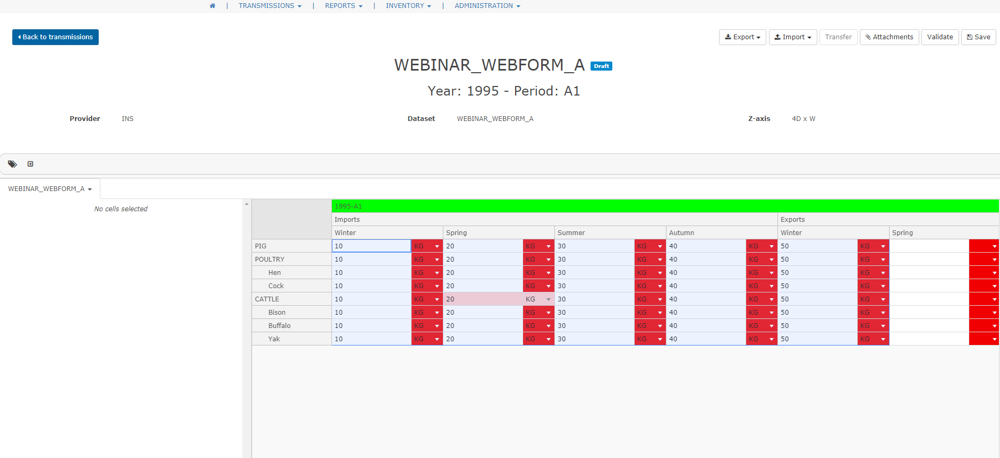 | TRANSMISSIONS | REPORTS | INVENTORY | ADMINISTRATION
Back to transmissions Export Import Transfer Attachments Validate Save
WEBINAR_WEBFORM_A Draft
Year: 1995 - Period: A1
Provider INS Dataset WEBINAR_WEBFORM_A Z-axis 4D x W
WEBINAR_WEBFORM_A
No cells selected
1995-A1
Imports Exports
Winter Spring Summer Autumn Winter Spring
PIG 10 KG 20 KG 30 KG 40 KG 50 KG
POULTRY 10 KG 20 KG 30 KG 40 KG 50 KG
Hen 10 KG 20 KG 30 KG 40 KG 50 KG
Cock 10 KG 20 KG 30 KG 40 KG 50 KG
CATTLE 10 KG 20 KG 30 KG 40 KG 50 KG
Bison 10 KG 20 KG 30 KG 40 KG 50 KG
Buffalo 10 KG 20 KG 30 KG 40 KG 50 KG
Yak 10 KG 20 KG 30 KG 40 KG 50 KG